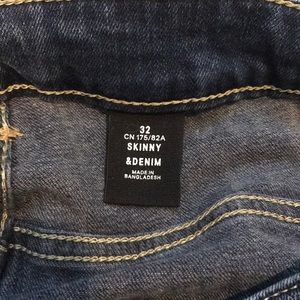 32
CN 175/82A
SKINNY
&DENIM
MADE IN
BANGLADESH